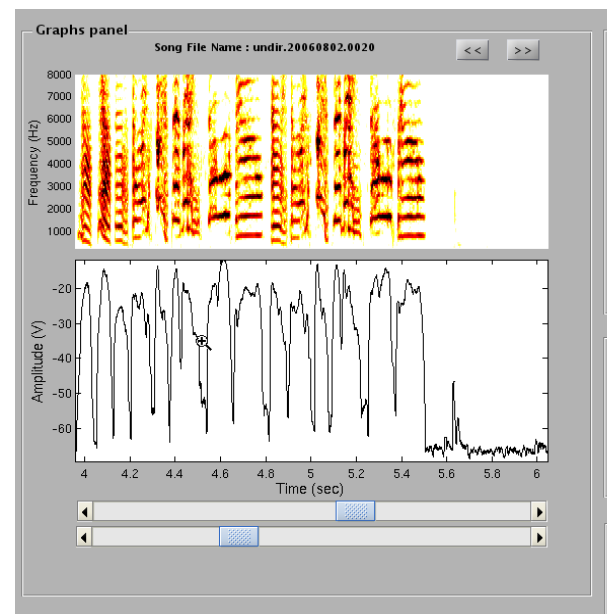 Graphs panel
Song File Name : undir.20060802.0020
<< >>
8000
7000
6000
5000
4000
3000
2000
1000
Frequency (Hz)
-20
-30
-40
-50
-60
Amplitude (V)
4 4.2 4.4 4.6 4.8 5 5.2 5.4 5.6 5.8 6
Time (sec)